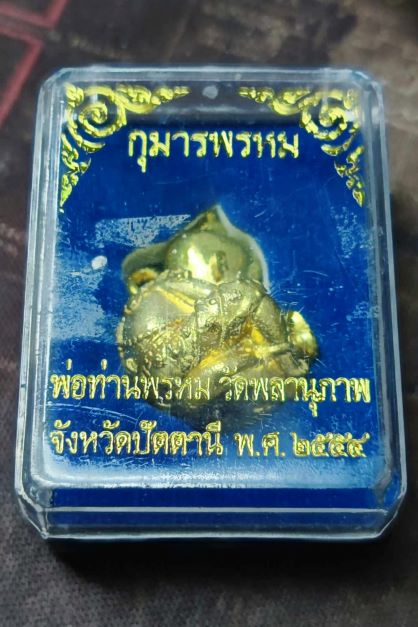 กุมารพรหม
พ่อท่านพรหม วัดพลานุภาพ
จังหวัดปัตตานี พ.ศ. ๒๕๕๔